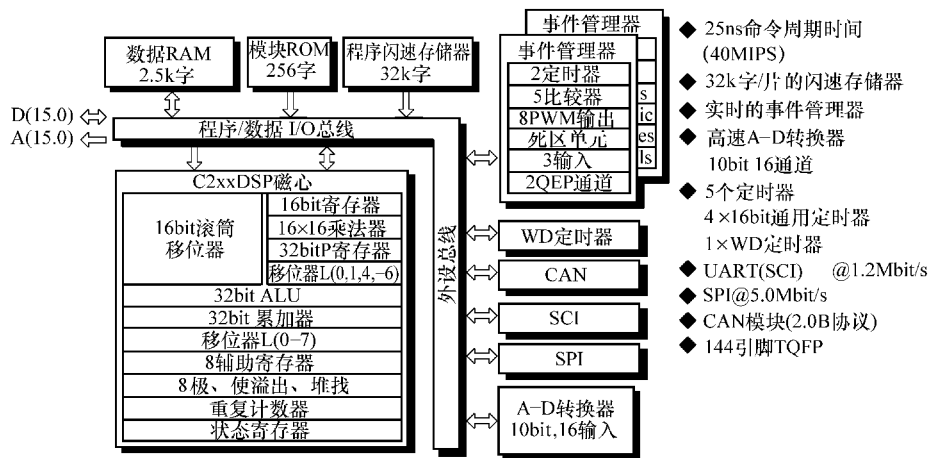 数据RAM
2.5k字
模块ROM
256字
程序闪速存储器
32k字
D(15.0)
A(15.0)
程序/数据 I/O总线
C2xxDSP磁心
16bit滚筒
移位器
16bit寄存器
16×16乘法器
32bitP寄存器
移位器L(0,1,4,-6)
32bit ALU
32bit 累加器
移位器L(0-7)
8辅助寄存器
8极、使溢出、堆找
重复计数器
状态寄存器
外设总线
事件管理器
事件管理器
2定时器
5比较器
8PWM输出
死区单元
3输入
2QEP通道
s
ic
es
ls
WD定时器
CAN
SCI
SPI
A-D转换器
10bit,16输入
◆ 25ns命令周期时间
(40MIPS)
◆ 32k字/片的闪速存储器
◆ 实时的事件管理器
◆ 高速A-D转换器
10bit 16通道
◆ 5个定时器
4×16bit通用定时器
1×WD定时器
◆ UART(SCI) @1.2Mbit/s
◆ SPI@5.0Mbit/s
◆ CAN模块(2.0B协议)
◆ 144引脚TQFP